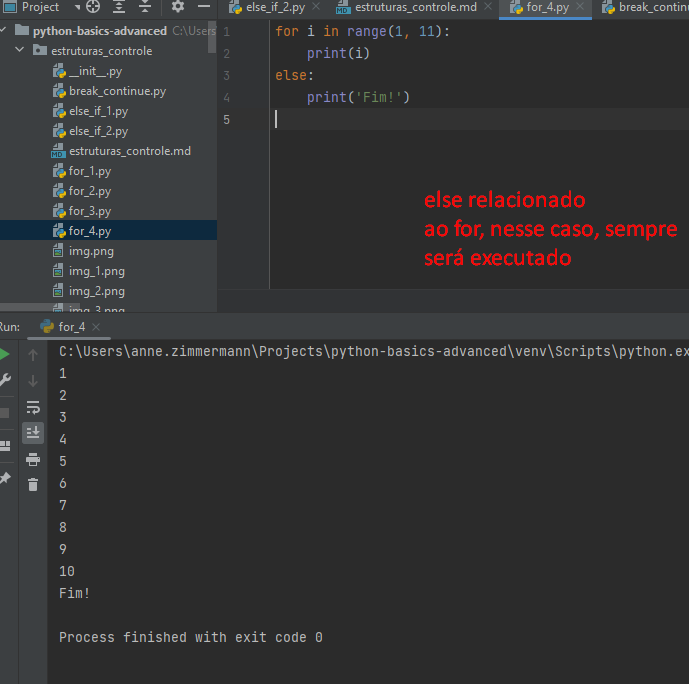 Project
else_if_2.py
estruturas_controle.md
for_4.py
break_continu
python-basics-advanced C:\Users
estruturas_controle
__init__.py
break_continue.py
else_if_1.py
else_if_2.py
estruturas_controle.md
for_1.py
for_2.py
for_3.py
for_4.py
img.png
img_1.png
img_2.png
img_3.png
1 for i in range(1, 11):
2 print(i)
3 else:
4 print('Fim!')
5
else relacionado
ao for, nesse caso, sempre
será executado
Run: for_4
C:\Users\anne.zimmermann\Projects\python-basics-advanced\venv\Scripts\python.ex
1
2
3
4
5
6
7
8
9
10
Fim!
Process finished with exit code 0